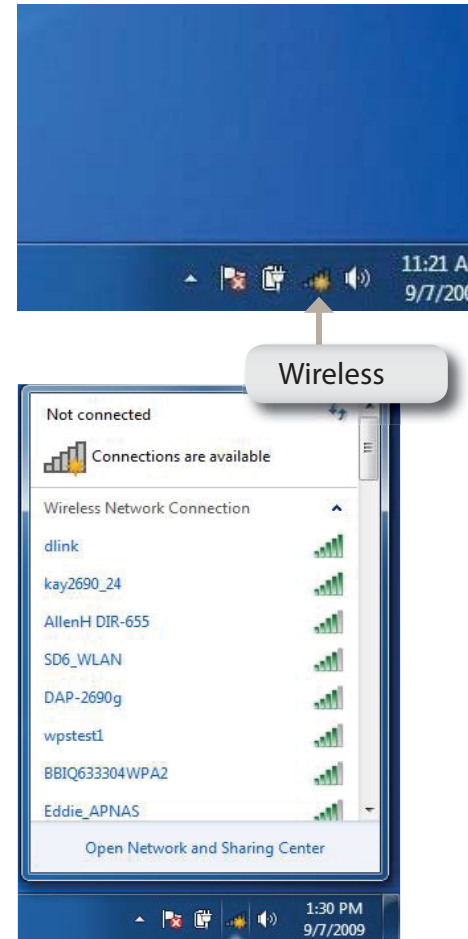 11:21 A
9/7/200
Wireless
Not connected
Connections are available
Wireless Network Connection
dlink
kay2690_24
AllenH DIR-655
SD6_WLAN
DAP-2690g
wpstest1
BBIQ633304WPA2
Eddie_APNAS
Open Network and Sharing Center
1:30 PM
9/7/2009